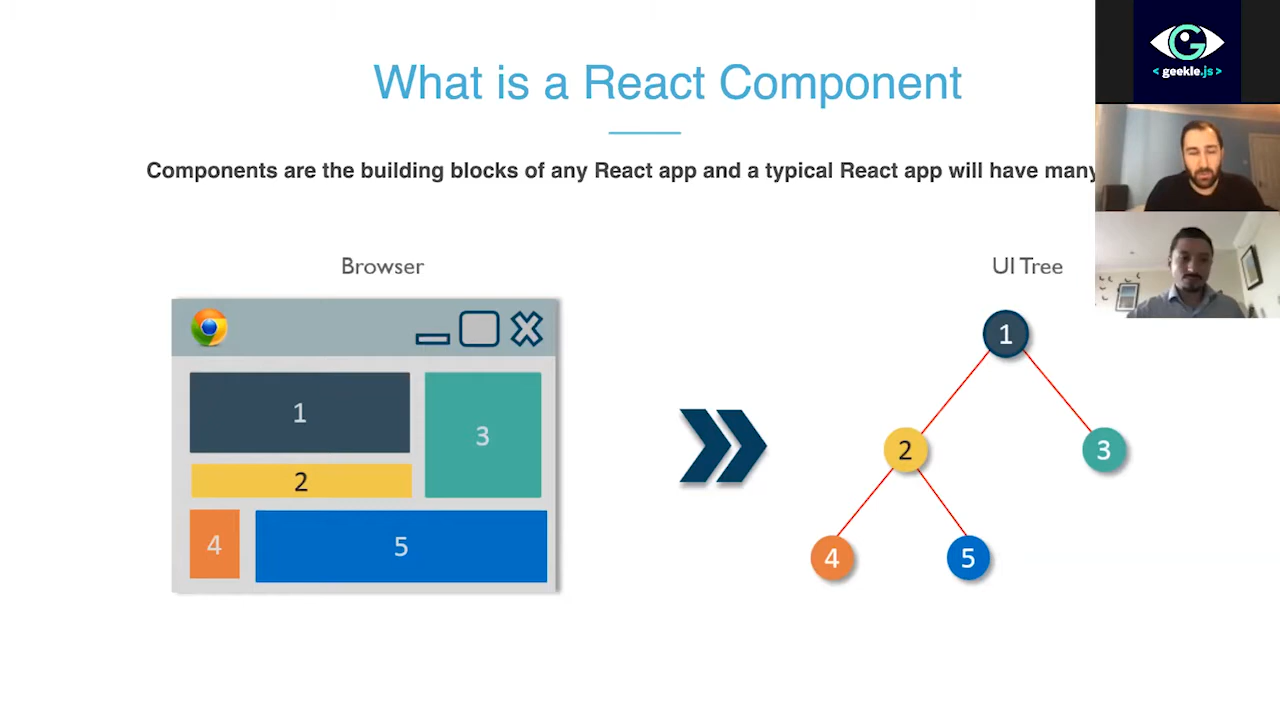 What is a React Component
Components are the building blocks of any React app and a typical React app will have many
Browser
UI Tree
1
2
3
4
5
1
2
3
4
5
< geekle.js >